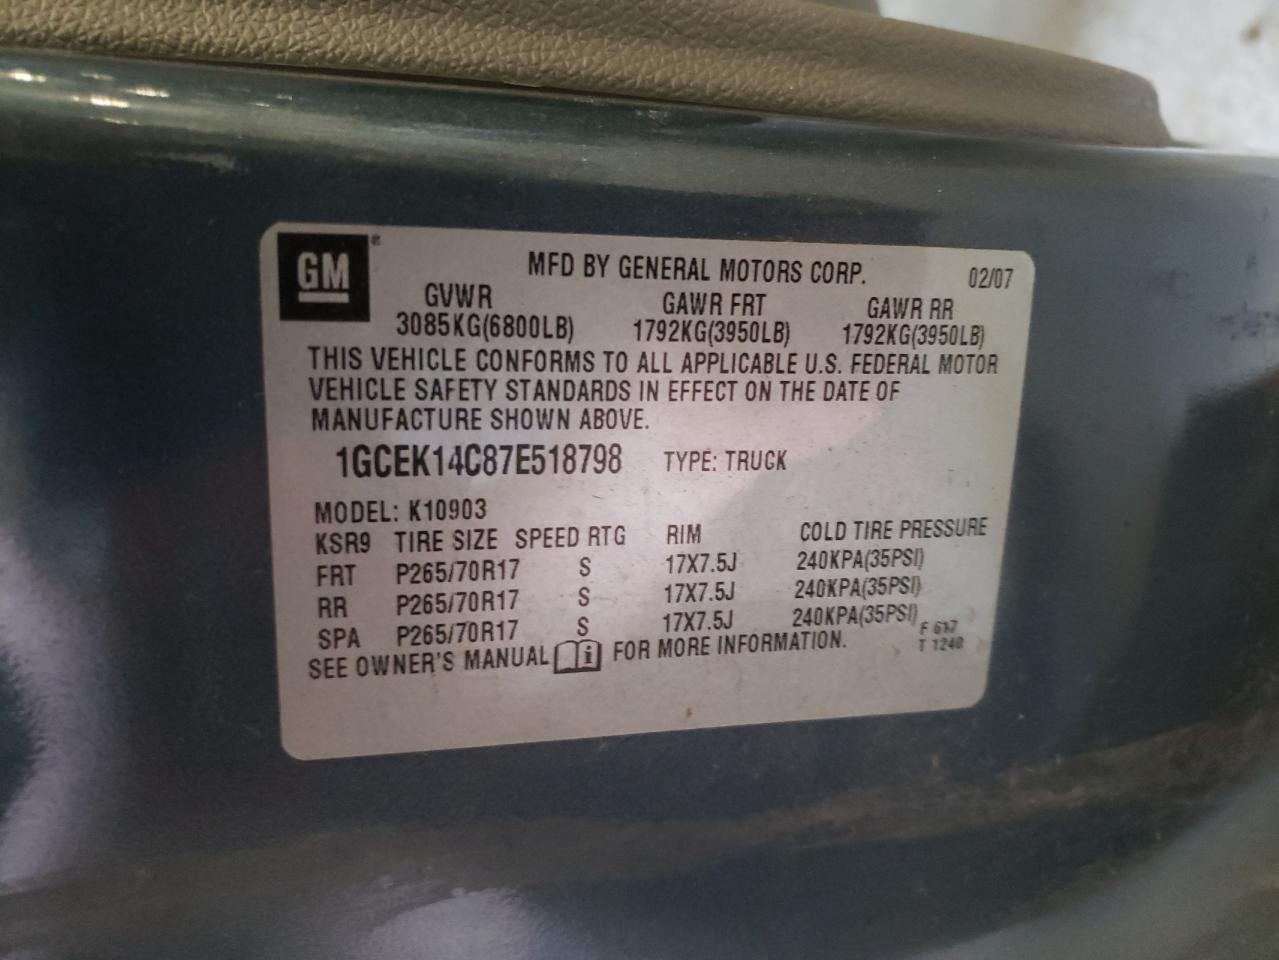 GM ®
MFD BY GENERAL MOTORS CORP. 02/07
GVWR GAWR FRT GAWR RR
3085KG(6800LB) 1792KG(3950LB) 1792KG(3950LB)
THIS VEHICLE CONFORMS TO ALL APPLICABLE U.S. FEDERAL MOTOR
VEHICLE SAFETY STANDARDS IN EFFECT ON THE DATE OF
MANUFACTURE SHOWN ABOVE.
1GCEK14C87E518798 TYPE: TRUCK
MODEL: K10903
KSR9 TIRE SIZE SPEED RTG RIM COLD TIRE PRESSURE
FRT P265/70R17 S 17X7.5J 240KPA(35PSI)
RR P265/70R17 S 17X7.5J 240KPA(35PSI)
SPA P265/70R17 S 17X7.5J 240KPA(35PSI)
F
SEE OWNER'S MANUAL i FOR MORE INFORMATION.
T 1240